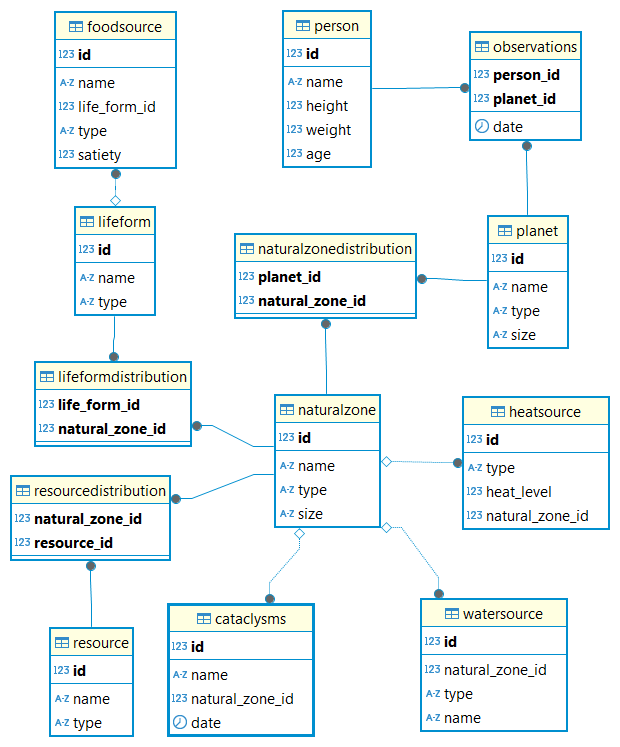 foodsource
123 id
A-Z name
123 life_form_id
A-Z type
123 satiety
person
123 id
A-Z name
123 height
123 weight
123 age
observations
123 person_id
123 planet_id
date
lifeform
123 id
A-Z name
A-Z type
naturalzonedistribution
123 planet_id
123 natural_zone_id
planet
123 id
A-Z name
A-Z type
A-Z size
lifeformdistribution
123 life_form_id
123 natural_zone_id
naturalzone
123 id
A-Z name
A-Z type
A-Z size
heatsource
123 id
A-Z type
123 heat_level
123 natural_zone_id
resourcedistribution
123 natural_zone_id
123 resource_id
resource
123 id
A-Z name
A-Z type
cataclysms
123 id
A-Z name
123 natural_zone_id
date
watersource
123 id
123 natural_zone_id
A-Z type
A-Z name